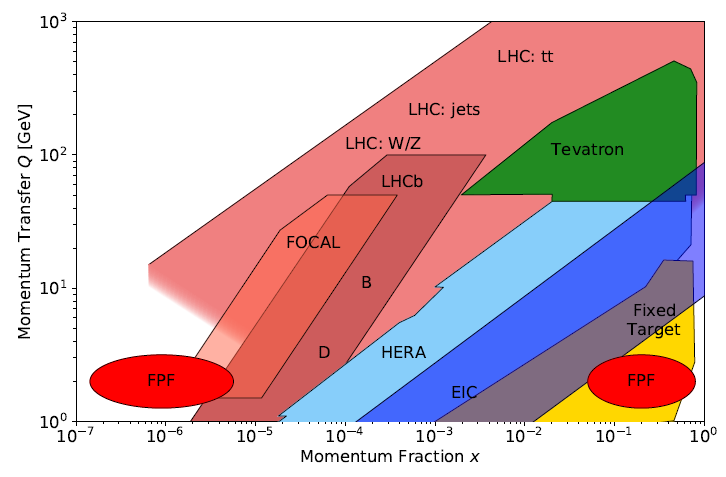 10³
LHC: tt
LHC: jets
LHC: W/Z
Tevatron
10²
LHCb
FOCAL
B
10¹
Fixed
Target
D
HERA
FPF
EIC
FPF
10⁰
10⁻⁷
10⁻⁶
10⁻⁵
10⁻⁴
10⁻³
10⁻²
10⁻¹
10⁰
Momentum Fraction x
Momentum Transfer Q [GeV]